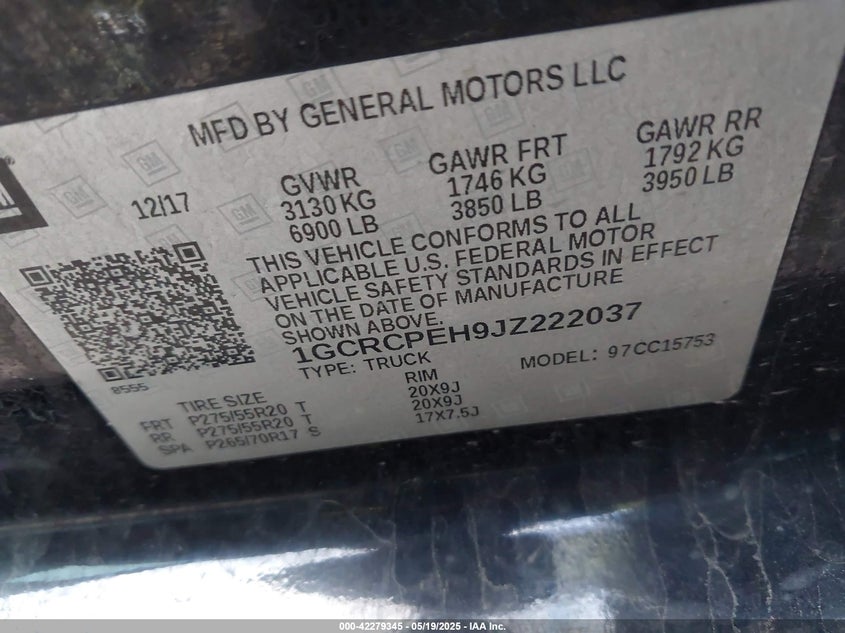 MFD BY GENERAL MOTORS LLC
12/17
GVWR
3130 KG
6900 LB
GAWR FRT
1746 KG
3850 LB
GAWR RR
1792 KG
3950 LB
THIS VEHICLE CONFORMS TO ALL
APPLICABLE U.S. FEDERAL MOTOR
VEHICLE SAFETY STANDARDS IN EFFECT
ON THE DATE OF MANUFACTURE
SHOWN ABOVE.
1GCRCPEH9JZ222037
TYPE: TRUCK
MODEL: 97CC15753
8555
TIRE SIZE RIM
FRT P275/55R20 T 20X9J
RR P275/55R20 T 20X9J
SPA P265/70R17 S 17X7.5J
000-42279345 - 05/19/2025 - IAA Inc.